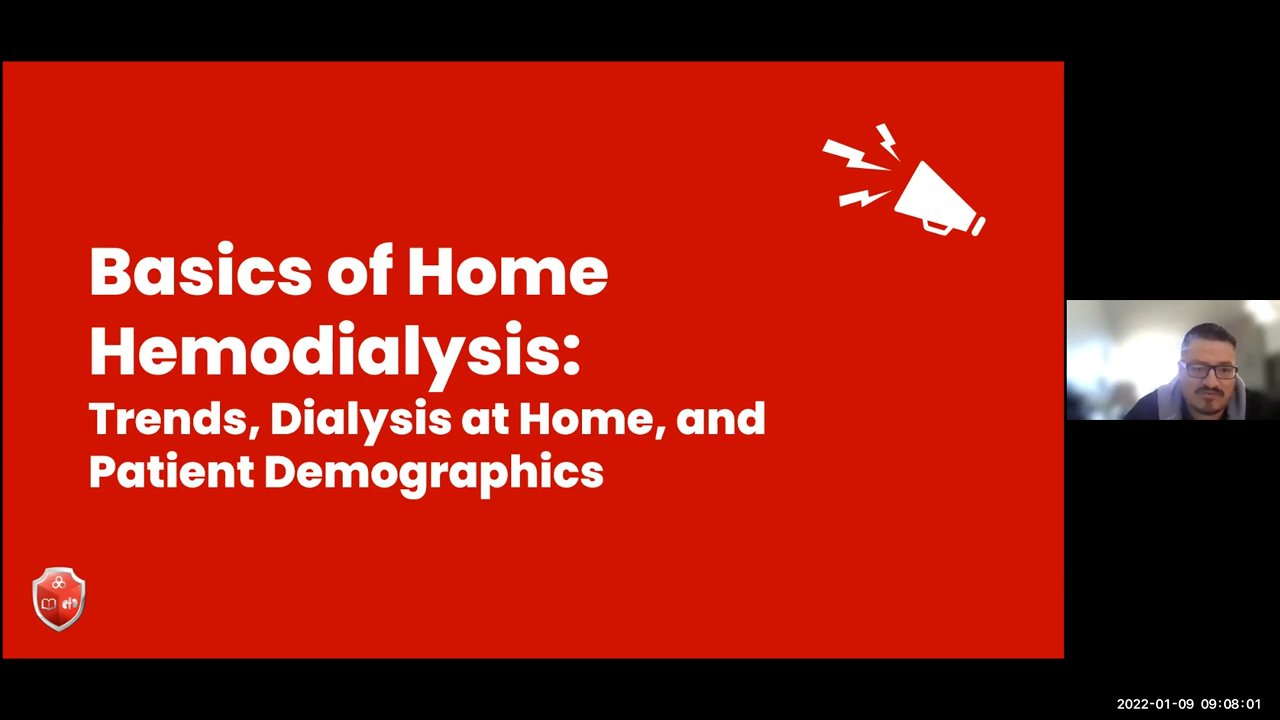 Basics of Home
Hemodialysis:
Trends, Dialysis at Home, and
Patient Demographics
2022-01-09 09:08:01